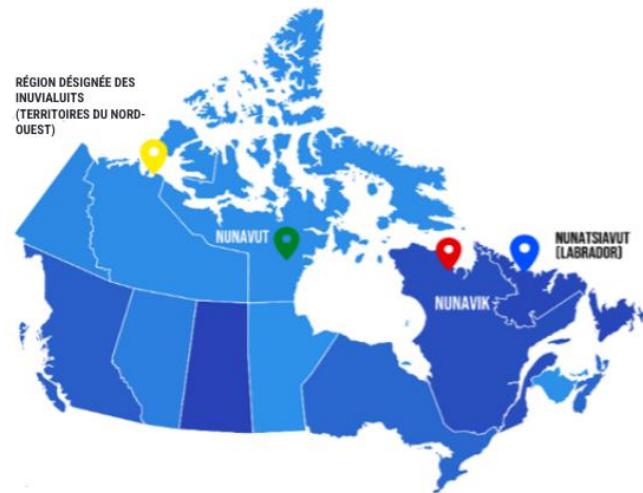 RÉGION DÉSIGNÉE DES
INUVIALUITS
(TERRITOIRES DU NORD-
OUEST)
NUNAVUT
NUNATSIAVUT
(LABRADOR)
NUNAVIK